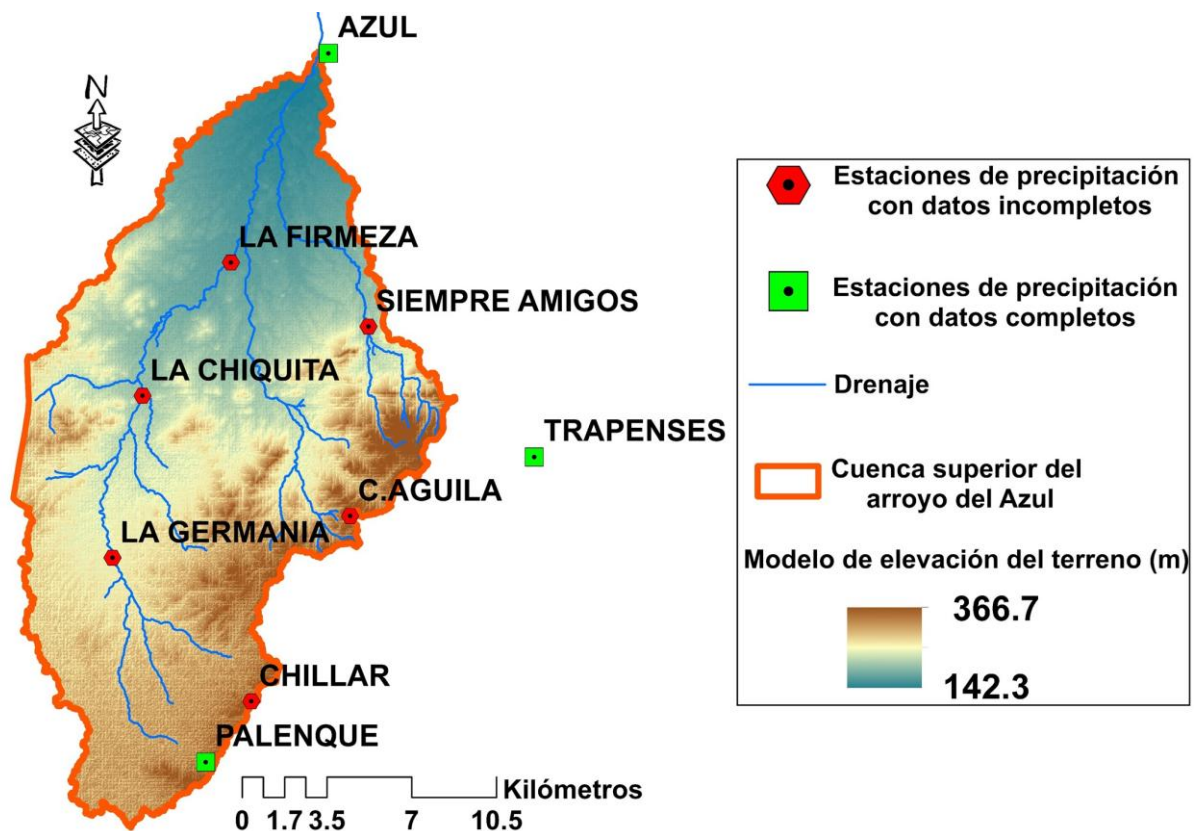 AZUL
N
LA FIRMEZA
SIEMPRE AMIGOS
LA CHIQUITA
TRAPENSES
C.AGUILA
LA GERMANIA
CHILLAR
PALENQUE
Kilómetros
0 1.7 3.5 7 10.5
Estaciones de precipitación
con datos incompletos
Estaciones de precipitación
con datos completos
Drenaje
Cuenca superior del
arroyo del Azul
Modelo de elevación del terreno (m)
366.7
142.3